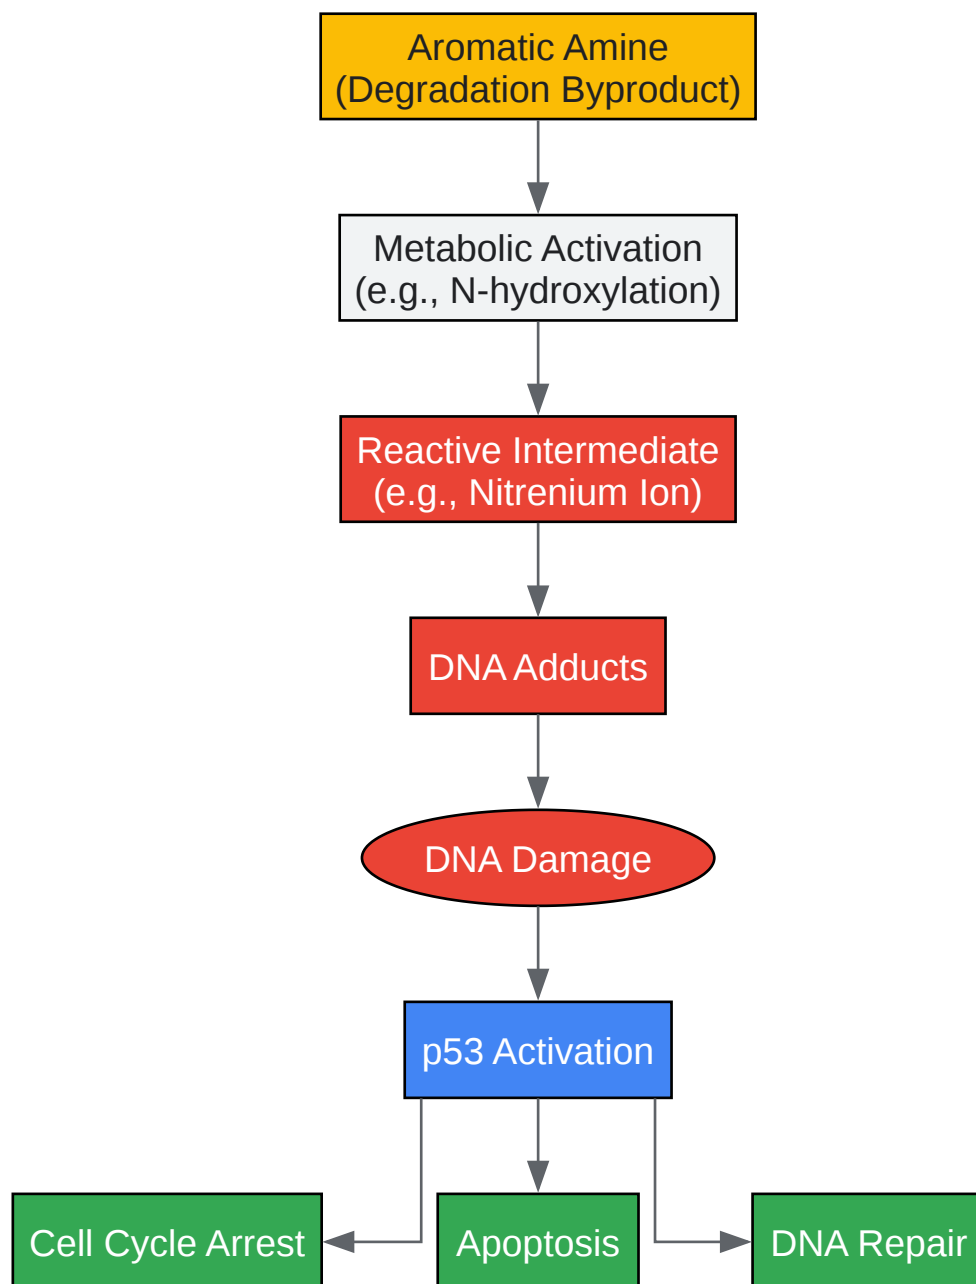 Aromatic Amine
(Degradation Byproduct)
Metabolic Activation
(e.g., N-hydroxylation)
Reactive Intermediate
(e.g., Nitrenium Ion)
DNA Adducts
DNA Damage
p53 Activation
Cell Cycle Arrest
Apoptosis
DNA Repair